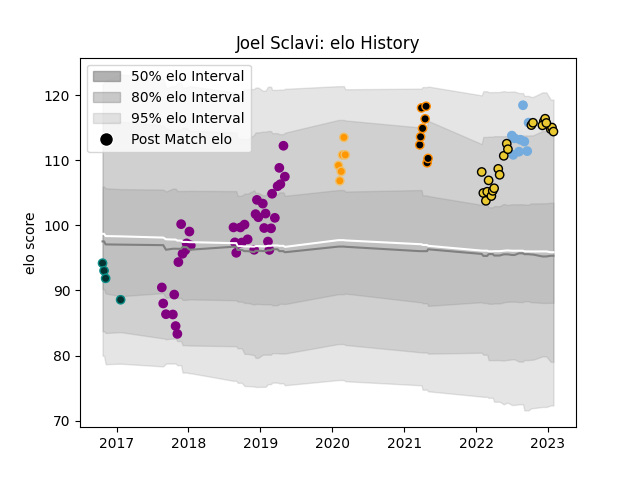 Joel Sclavi: elo History
50% elo Interval
80% elo Interval
95% elo Interval
Post Match elo
elo score
120
110
100
90
80
70
2017
2018
2019
2020
2021
2022
2023